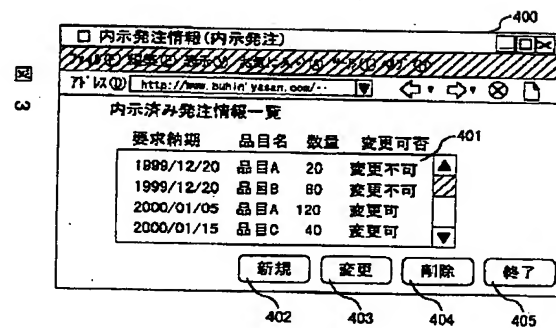 400
内示発注情報(内示発注)
アドレス(D) http://www.buhin'yasan.com/··
図3
内示済み発注情報一覧
401
要求納期 品目名 数量 変更可否
1999/12/20 品目A 20 変更不可
1999/12/20 品目B 80 変更不可
2000/01/05 品目A 120 変更可
2000/01/15 品目C 40 変更可
新規 変更 削除 終了
402 403 404 405